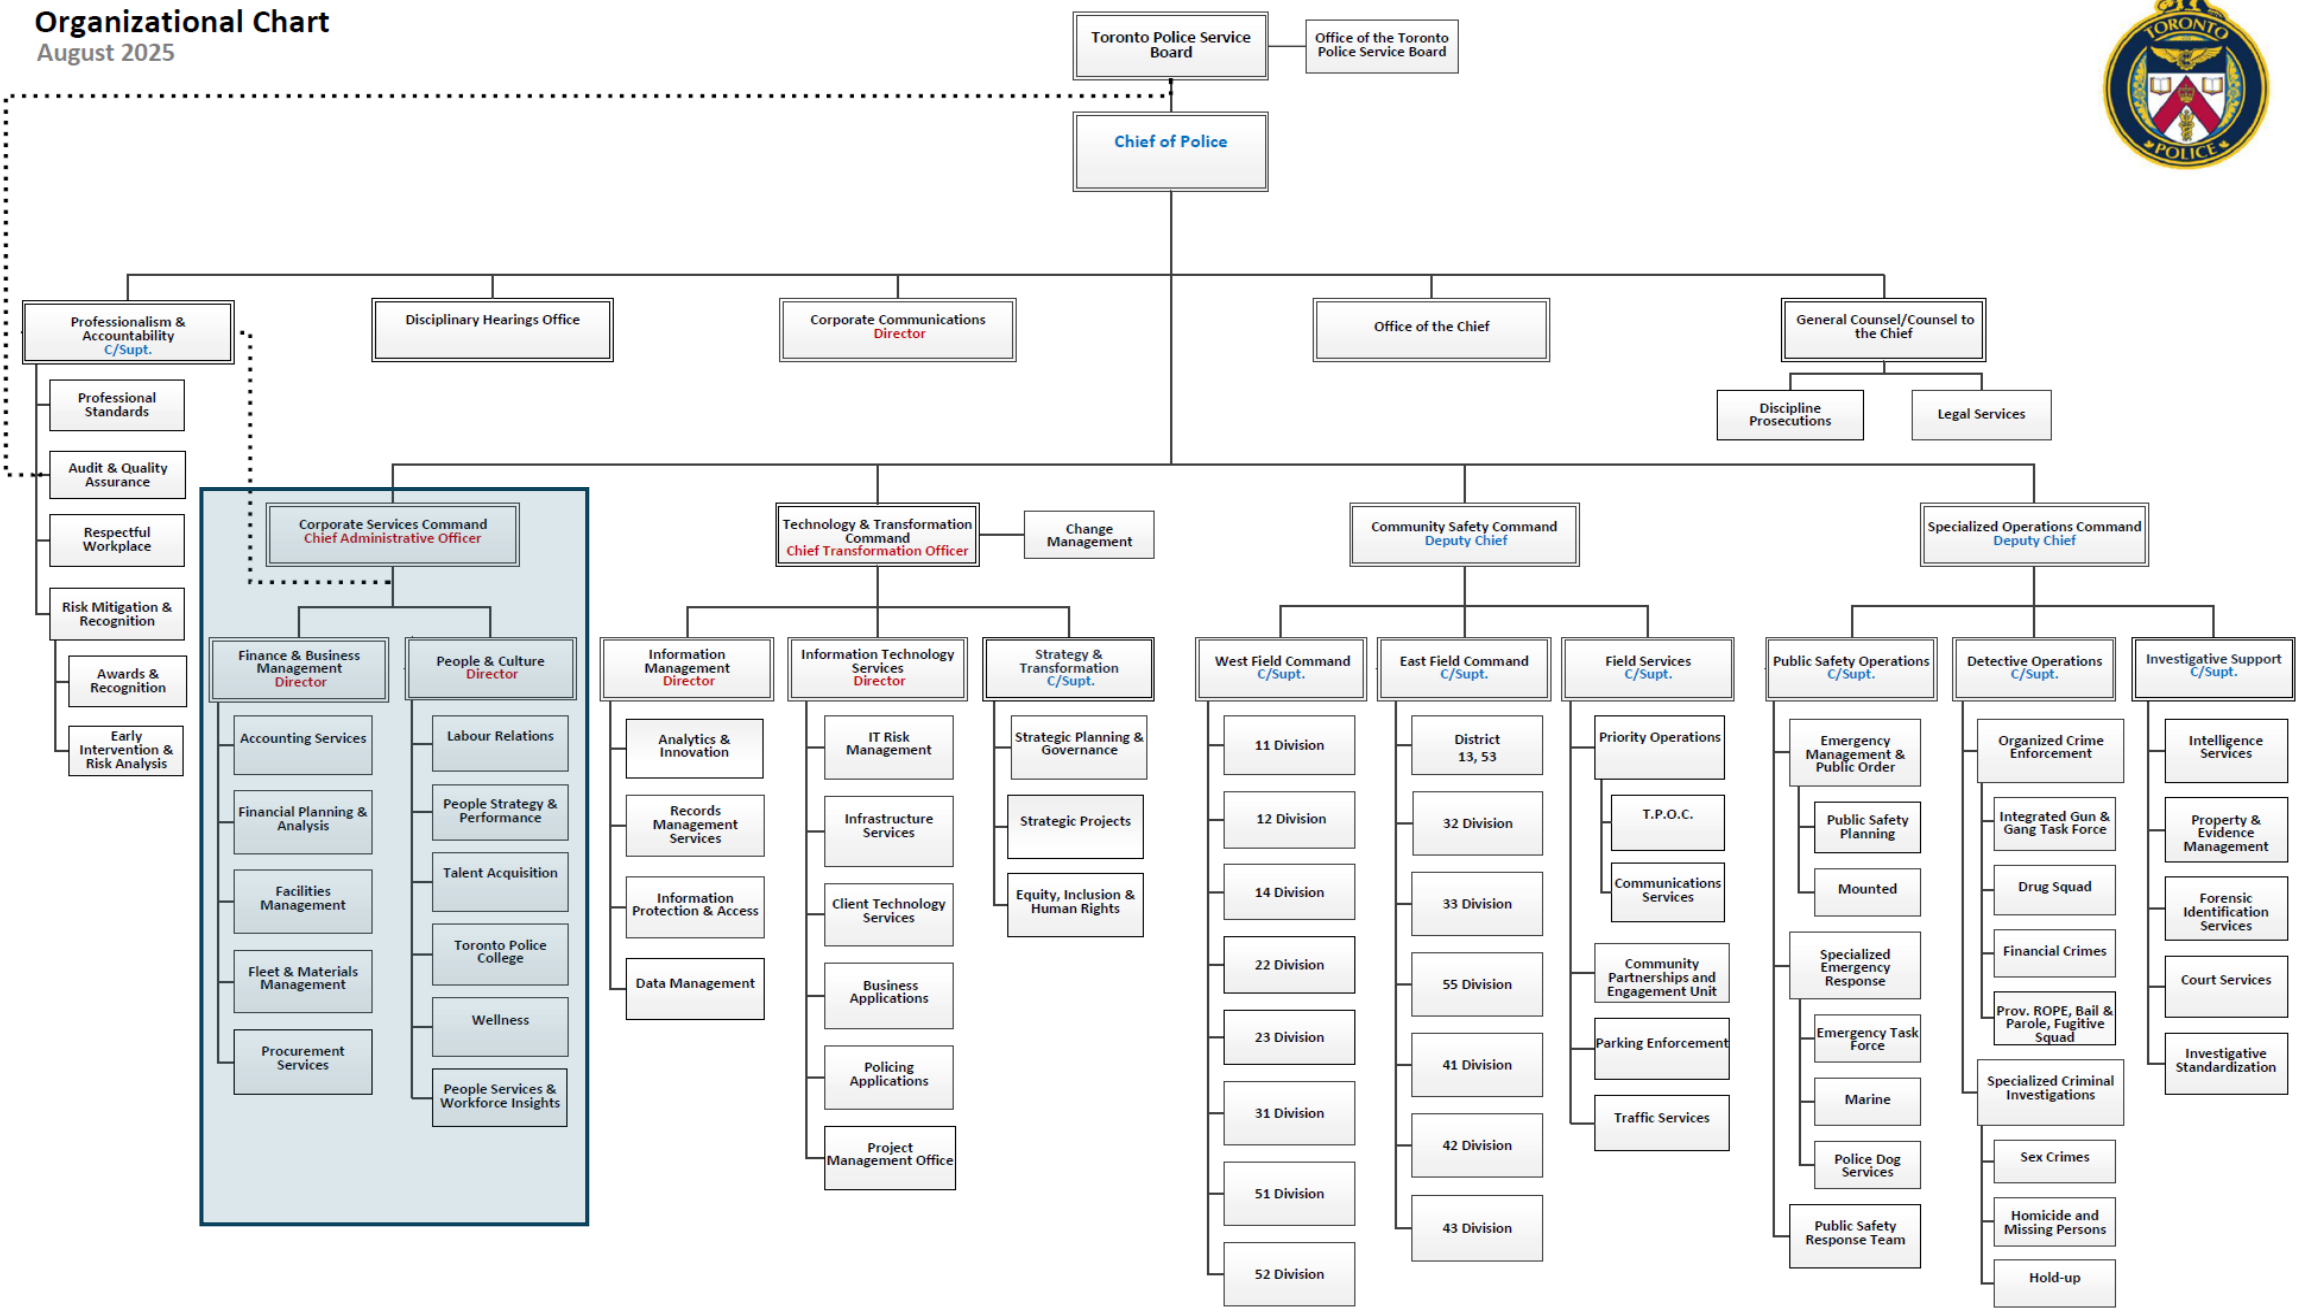 Organizational Chart
August 2025
Toronto Police Service
Board
Office of the Toronto
Police Service Board
TORONTO
POLICE
Chief of Police
Professionalism &
Accountability
C/Supt.
Disciplinary Hearings Office
Corporate Communications
Director
Office of the Chief
General Counsel/Counsel to
the Chief
Professional
Standards
Audit & Quality
Assurance
Respectful
Workplace
Risk Mitigation &
Recognition
Awards &
Recognition
Early
Intervention &
Risk Analysis
Discipline
Prosecutions
Legal Services
Corporate Services Command
Chief Administrative Officer
Finance & Business
Management
Director
Accounting Services
Financial Planning &
Analysis
Facilities
Management
Fleet & Materials
Management
Procurement
Services
People & Culture
Director
Labour Relations
People Strategy &
Performance
Talent Acquisition
Toronto Police
College
Wellness
People Services &
Workforce Insights
Technology & Transformation
Command
Chief Transformation Officer
Change
Management
Information
Management
Director
Analytics &
Innovation
Records
Management
Services
Information
Protection & Access
Data Management
Information Technology
Services
Director
IT Risk
Management
Infrastructure
Services
Client Technology
Services
Business
Applications
Policing
Applications
Project
Management Office
Strategy &
Transformation
C/Supt.
Strategic Planning &
Governance
Strategic Projects
Equity, Inclusion &
Human Rights
Community Safety Command
Deputy Chief
West Field Command
C/Supt.
11 Division
12 Division
14 Division
22 Division
23 Division
31 Division
51 Division
52 Division
East Field Command
C/Supt.
District
13, 53
32 Division
33 Division
55 Division
41 Division
42 Division
43 Division
Field Services
C/Supt.
Priority Operations
T.P.O.C.
Communications
Services
Community
Partnerships and
Engagement Unit
Parking Enforcement
Traffic Services
Specialized Operations Command
Deputy Chief
Public Safety Operations
C/Supt.
Emergency
Management &
Public Order
Public Safety
Planning
Mounted
Specialized
Emergency
Response
Emergency Task
Force
Marine
Police Dog
Services
Public Safety
Response Team
Detective Operations
C/Supt.
Organized Crime
Enforcement
Integrated Gun &
Gang Task Force
Drug Squad
Financial Crimes
Prov. ROPE, Bail &
Parole, Fugitive
Squad
Specialized Criminal
Investigations
Sex Crimes
Homicide and
Missing Persons
Hold-up
Investigative Support
C/Supt.
Intelligence
Services
Property &
Evidence
Management
Forensic
Identification
Services
Court Services
Investigative
Standardization